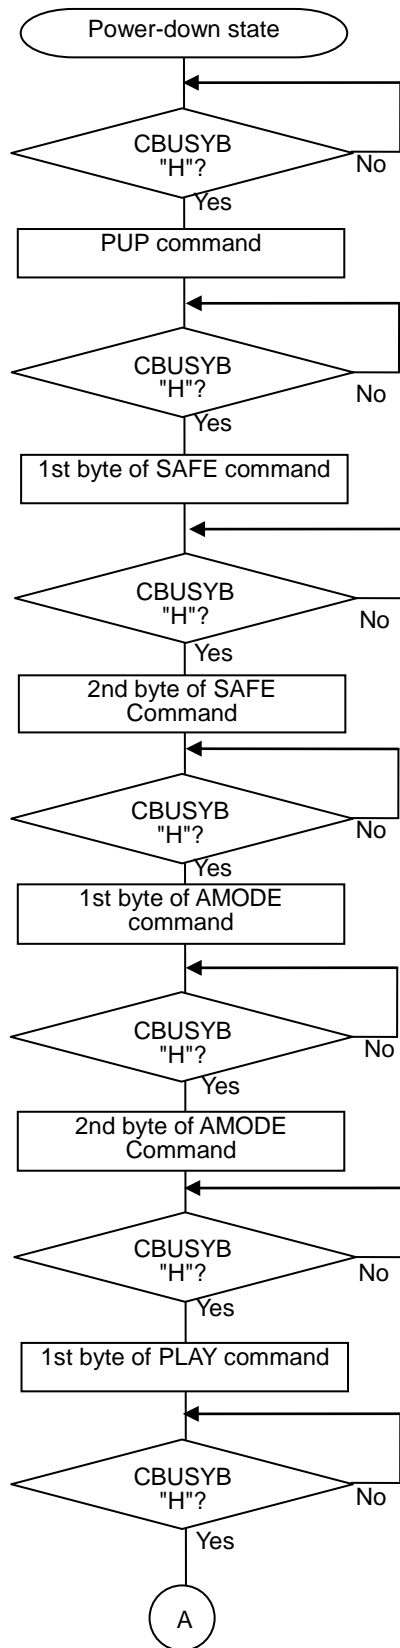 Power-down state
CBUSYB
"H"?
No
Yes
PUP command
CBUSYB
"H"?
No
Yes
1st byte of SAFE command
CBUSYB
"H"?
No
Yes
2nd byte of SAFE
Command
CBUSYB
"H"?
No
Yes
1st byte of AMODE
command
CBUSYB
"H"?
No
Yes
2nd byte of AMODE
Command
CBUSYB
"H"?
No
Yes
1st byte of PLAY command
CBUSYB
"H"?
No
Yes
A